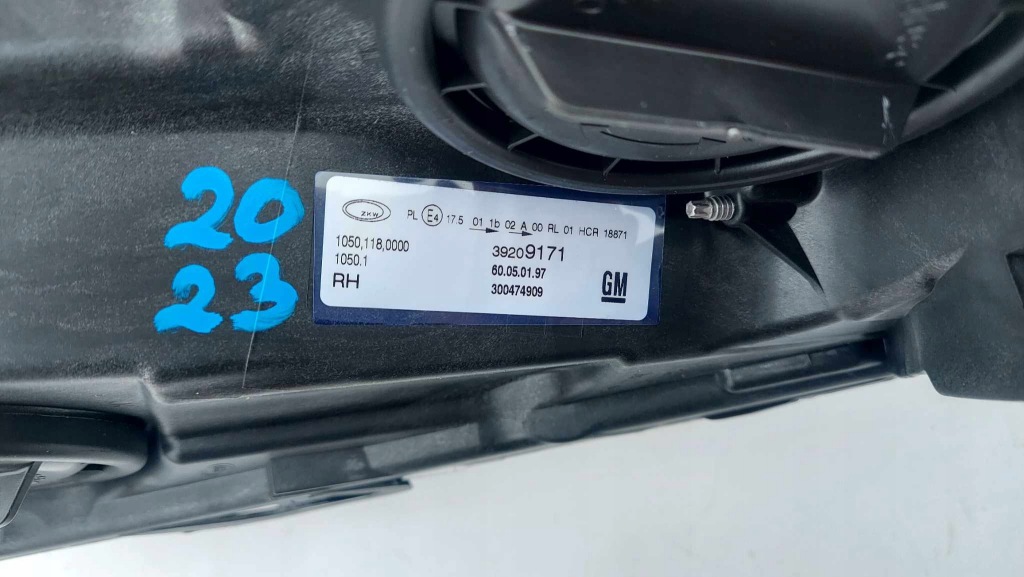 20
23
ZKW
PL E4 17.5 01 1b 02 A 00 RL 01 HCR 18871
1050,118,0000
1050.1
RH
39209171
60.05.01.97
300474909
GM